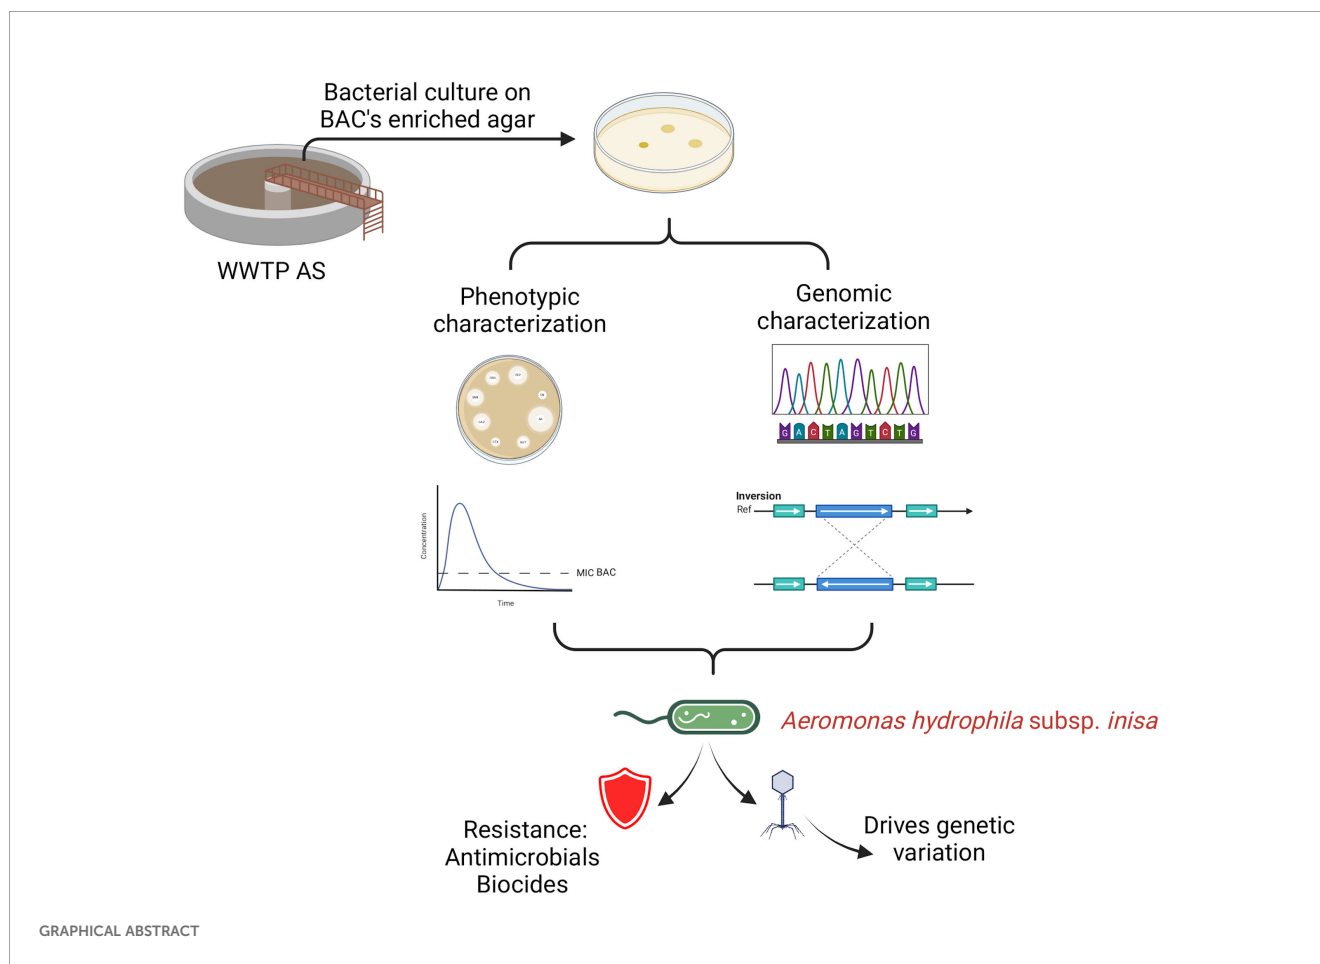 Bacterial culture on
BAC's enriched agar
WWTP AS
Phenotypic
characterization
Genomic
characterization
G A C T A G T C T G
Concentration
MIC BAC
Time
Inversion
Ref
Aeromonas hydrophila subsp. inisa
Resistance:
Antimicrobials
Biocides
Drives genetic
variation
GRAPHICAL ABSTRACT